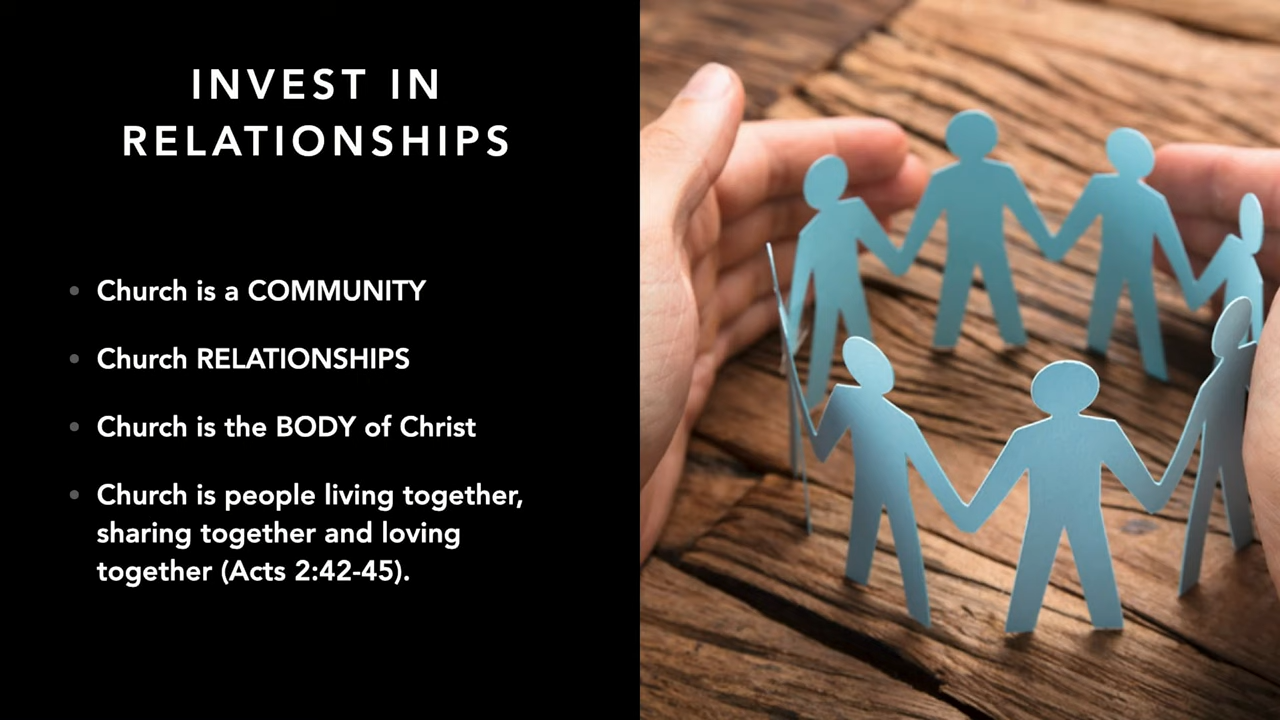 INVEST IN
RELATIONSHIPS
• Church is a COMMUNITY
• Church RELATIONSHIPS
• Church is the BODY of Christ
• Church is people living together,
sharing together and loving
together (Acts 2:42-45).